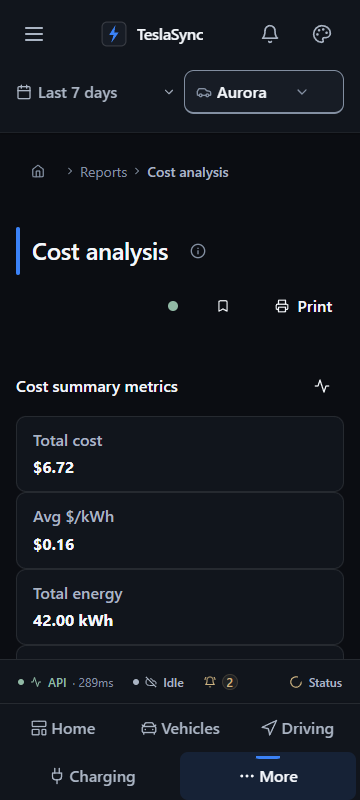 TeslaSync
Last 7 days
Aurora
Reports
Cost analysis
Cost analysis
Print
Cost summary metrics
Total cost
$6.72
Avg $/kWh
$0.16
Total energy
42.00 kWh
API · 289ms
Idle
2
Status
Home
Vehicles
Driving
Charging
More